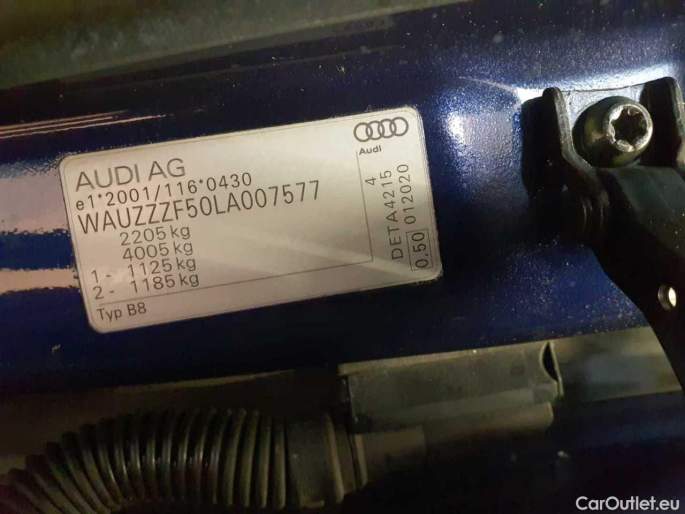 AUDI AG
e1*2001/116*0430
WAUZZZF50LA007577
2205 kg
4005 kg
1 - 1125 kg
2 - 1185 kg
Typ B8
Audi
4
DETA4215
0.50 012020
CarOutlet.eu